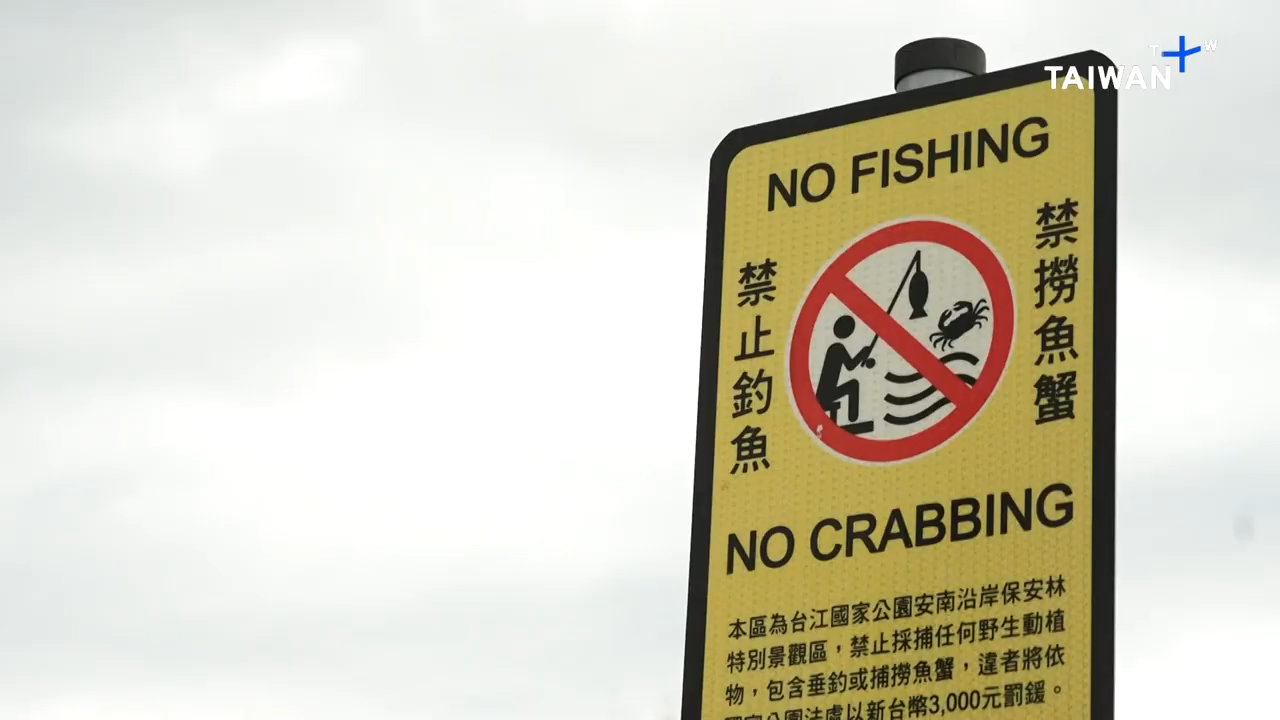 T W
TAIWAN
NO FISHING
禁止釣魚
禁撈魚蟹
NO CRABBING
本區為台江國家公園安南沿岸保安林
特別景觀區，禁止採捕任何野生動植
物，包含垂釣或捕撈魚蟹，違者將依
國家公園法處以新台幣3,000元罰鍰。